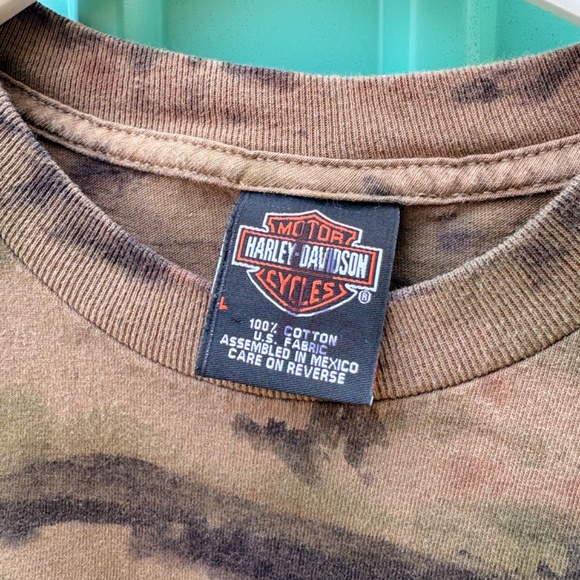 MOTOR
HARLEY-DAVIDSON
CYCLES
®
L
100% COTTON
U.S. FABRIC
ASSEMBLED IN MEXICO
CARE ON REVERSE